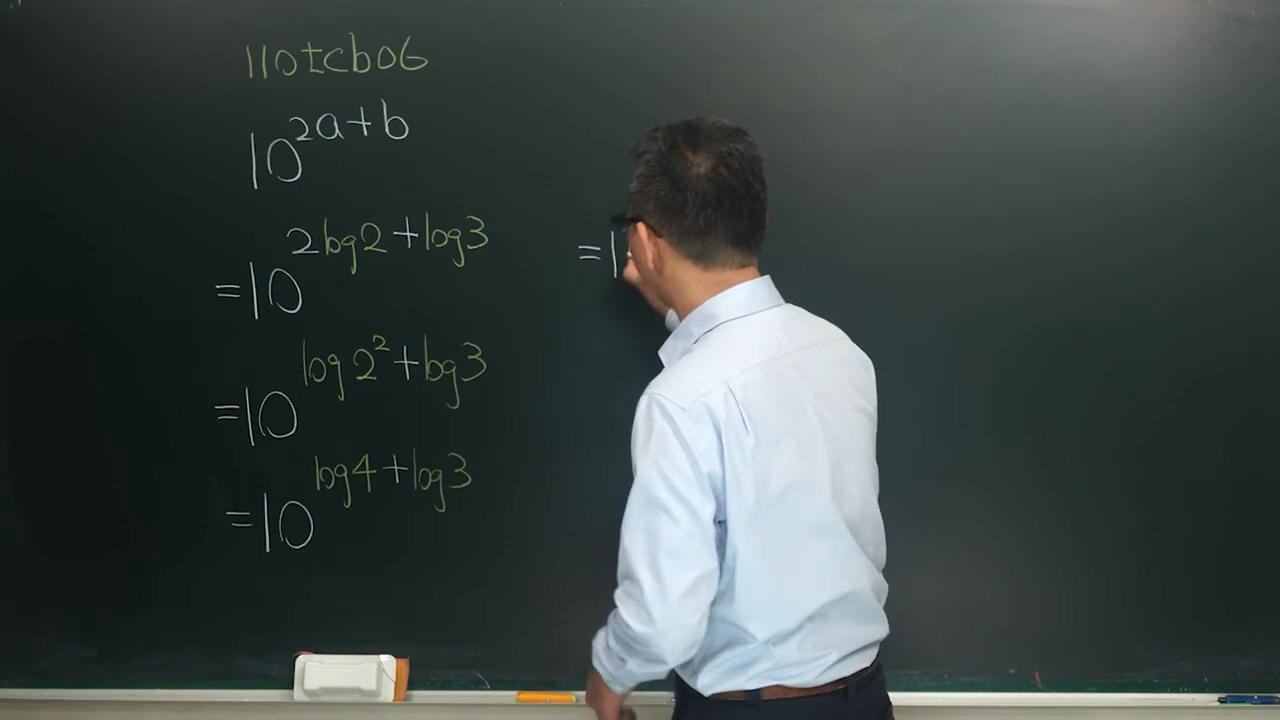 110tcb06
10^{2a+b}
=10^{2log2+log3}
=10^{log2²+log3}
=10^{log4+log3}
=1